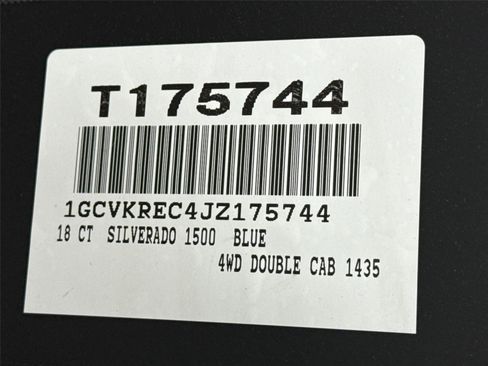 T175744
1GCVKREC4JZ175744
18 CT SILVERADO 1500 BLUE
4WD DOUBLE CAB 1435